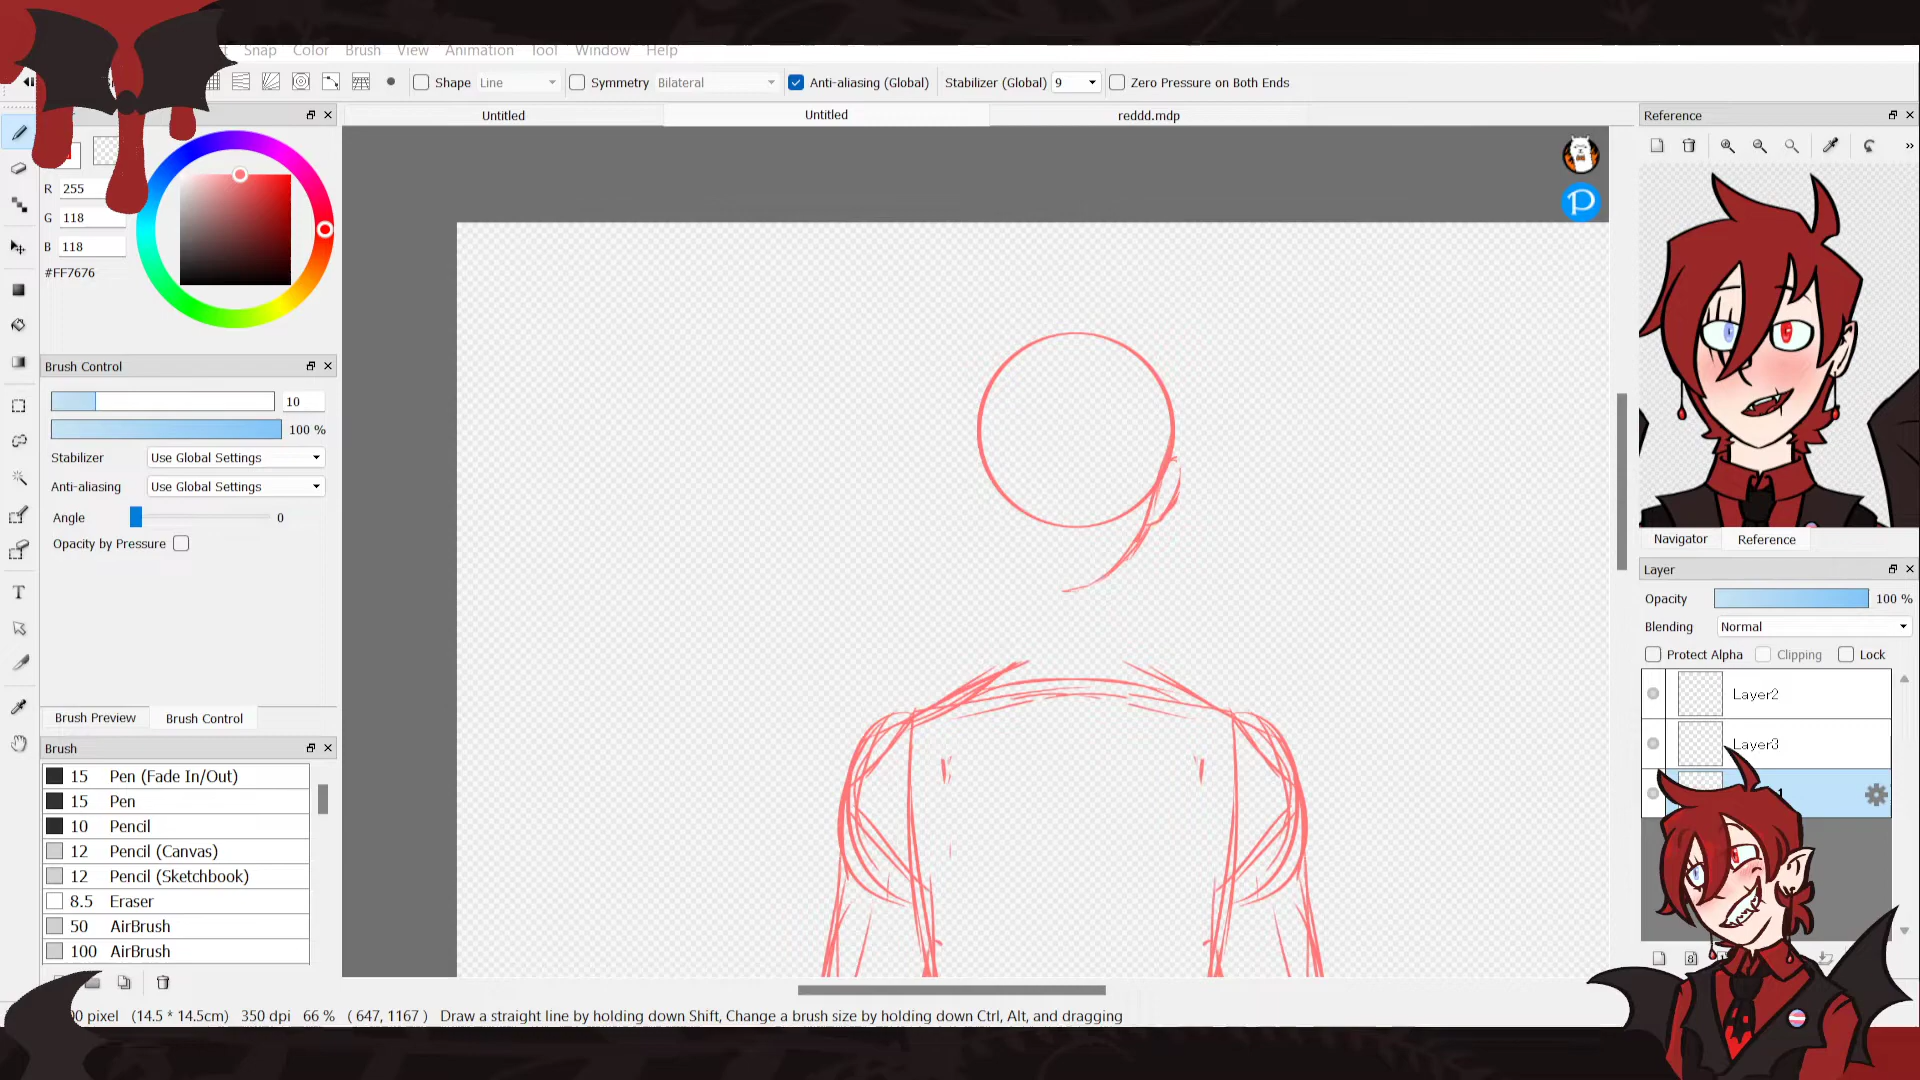 Snap Color Brush View Animation Tool Window Help
Shape Line Symmetry Bilateral Anti-aliasing (Global) Stabilizer (Global) 9 Zero Pressure on Both Ends
Untitled Untitled reddd.mdp
R 255
G 118
B 118
#FF7676
Brush Control
10
100 %
Stabilizer Use Global Settings
Anti-aliasing Use Global Settings
Angle 0
Opacity by Pressure
Brush Preview Brush Control
Brush
15 Pen (Fade In/Out)
15 Pen
10 Pencil
12 Pencil (Canvas)
12 Pencil (Sketchbook)
8.5 Eraser
50 AirBrush
100 AirBrush
pixel (14.5 * 14.5cm) 350 dpi 66 % ( 647, 1167 ) Draw a straight line by holding down Shift, Change a brush size by holding down Ctrl, Alt, and dragging
P
Reference
Navigator Reference
Layer
Opacity 100 %
Blending Normal
Protect Alpha Clipping Lock
Layer2
Layer3